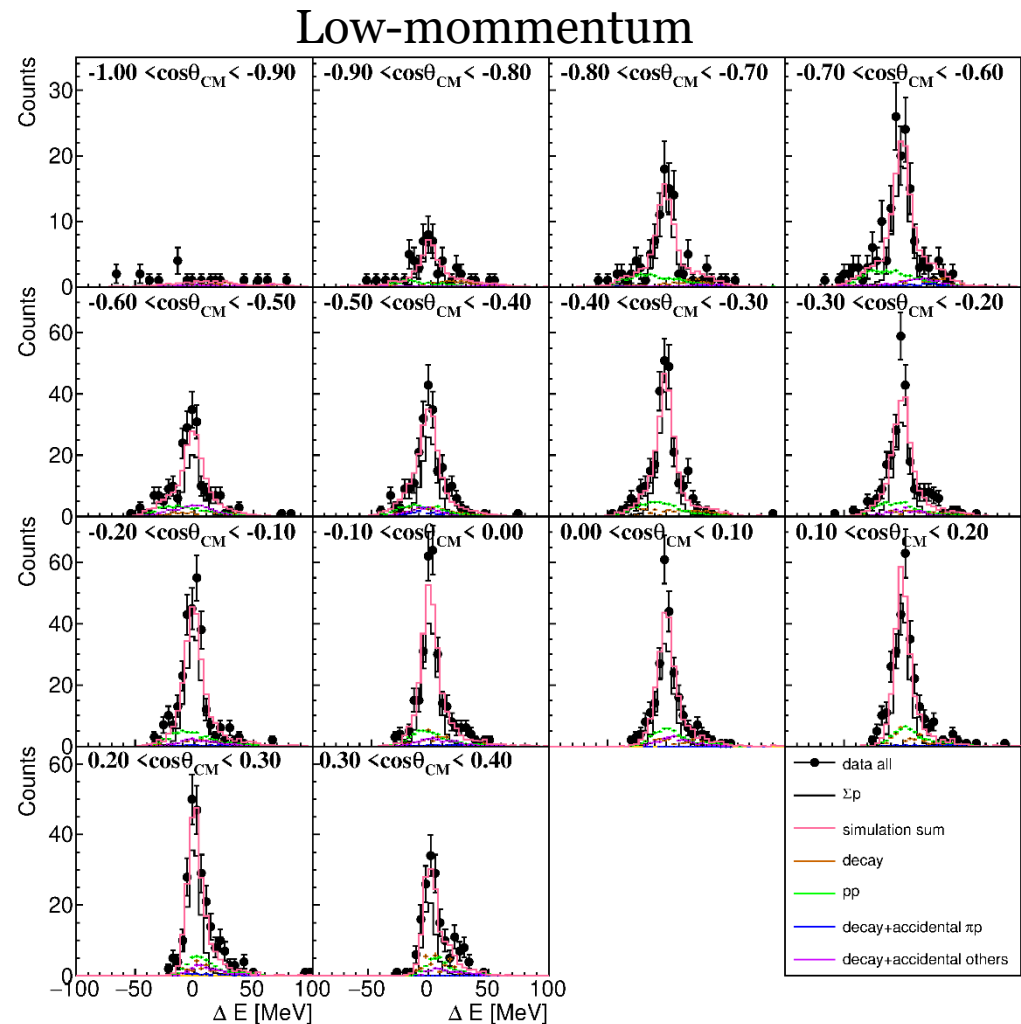 Low-mommentum
-1.00 <cosθCM< -0.90
-0.90 <cosθCM< -0.80
-0.80 <cosθCM< -0.70
-0.70 <cosθCM< -0.60
Counts
30
20
10
0
-0.60 <cosθCM< -0.50
-0.50 <cosθCM< -0.40
-0.40 <cosθCM< -0.30
-0.30 <cosθCM< -0.20
Counts
60
40
20
0
-0.20 <cosθCM< -0.10
-0.10 <cosθCM< 0.00
0.00 <cosθCM< 0.10
0.10 <cosθCM< 0.20
Counts
60
40
20
0
0.20 <cosθCM< 0.30
0.30 <cosθCM< 0.40
Counts
60
40
20
0
−100 −50 0 50 100
−50 0 50 100
Δ E [MeV]
Δ E [MeV]
data all
Σp
simulation sum
decay
pp
decay+accidental πp
decay+accidental others